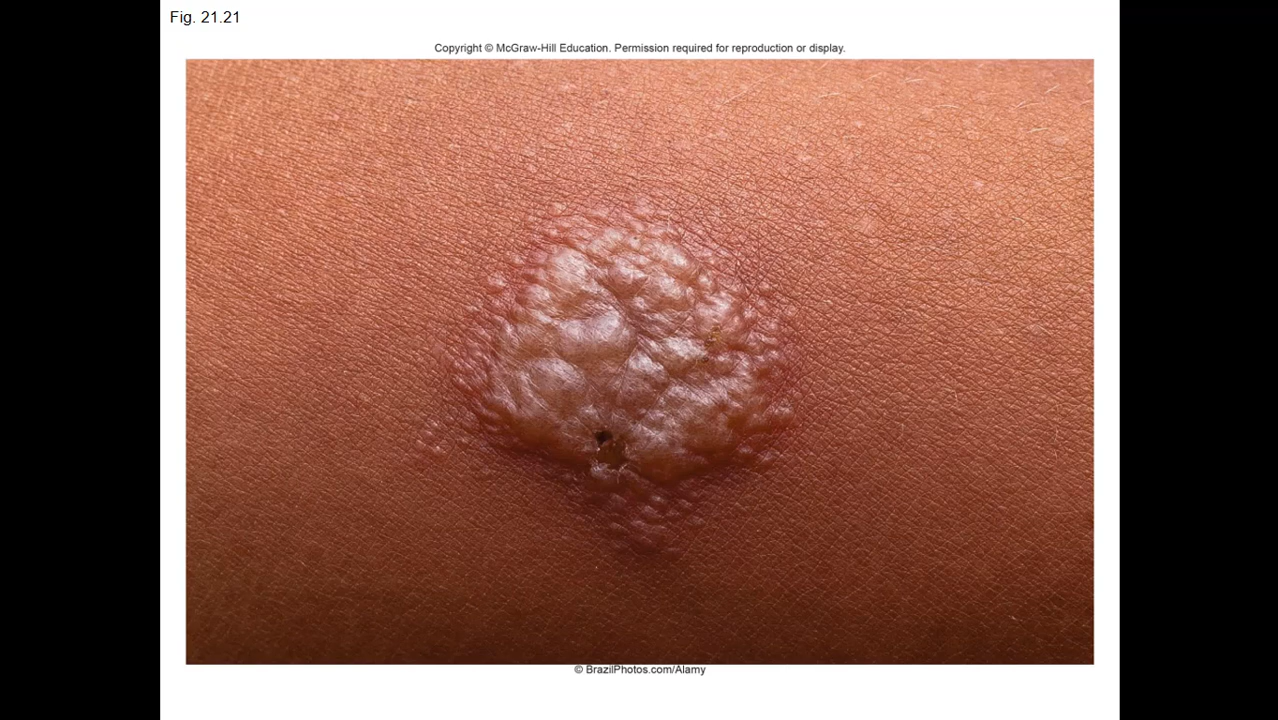 Fig. 21.21
Copyright © McGraw-Hill Education. Permission required for reproduction or display.
© BrazilPhotos.com/Alamy